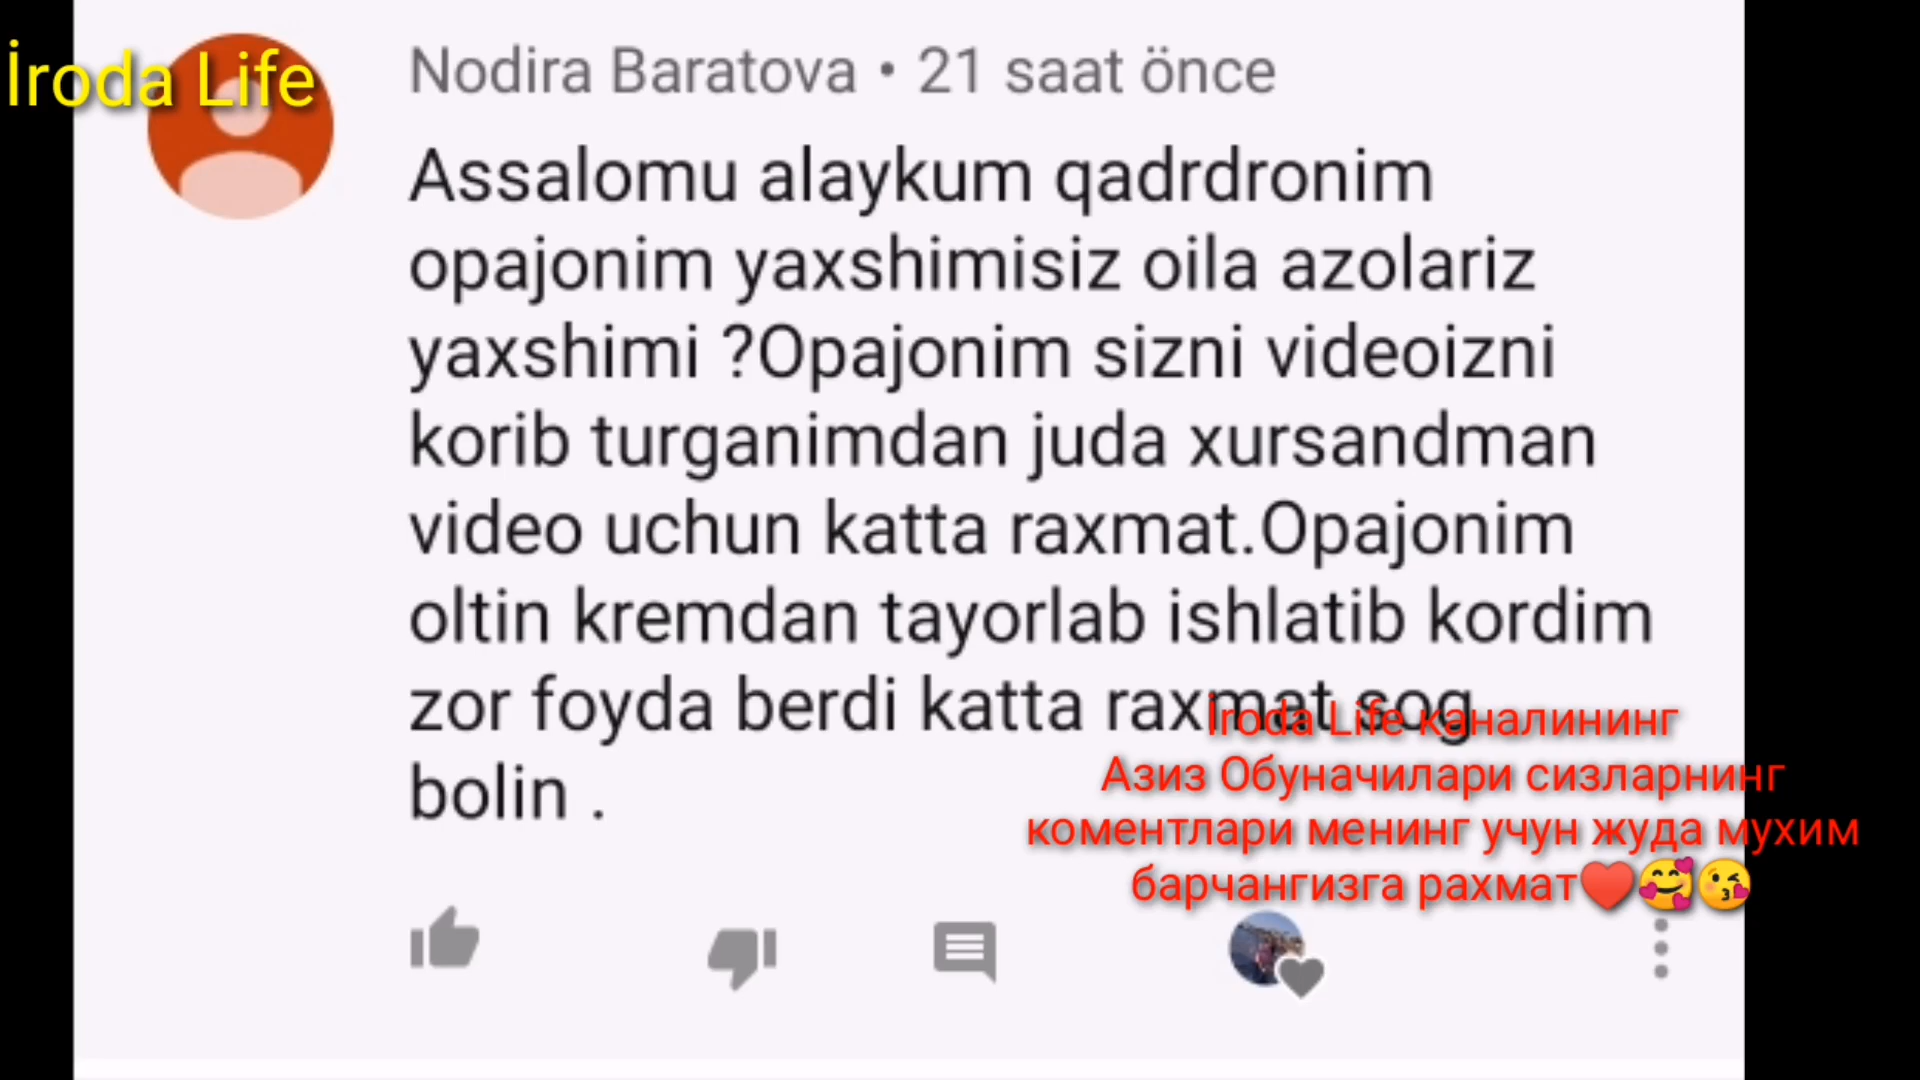 İroda Life
Nodira Baratova • 21 saat önce
Assalomu alaykum qadrdronim
opajonim yaxshimisiz oila azolariz
yaxshimi ?Opajonim sizni videoizni
korib turganimdan juda xursandman
video uchun katta raxmat.Opajonim
oltin kremdan tayorlab ishlatib kordim
zor foyda berdi katta raxmat sog
bolin .
İroda Life каналининг
Азиз Обуначилари сизларнинг
коментлари менинг учун жуда мухим
барчангизга рахмат❤️🥰😘